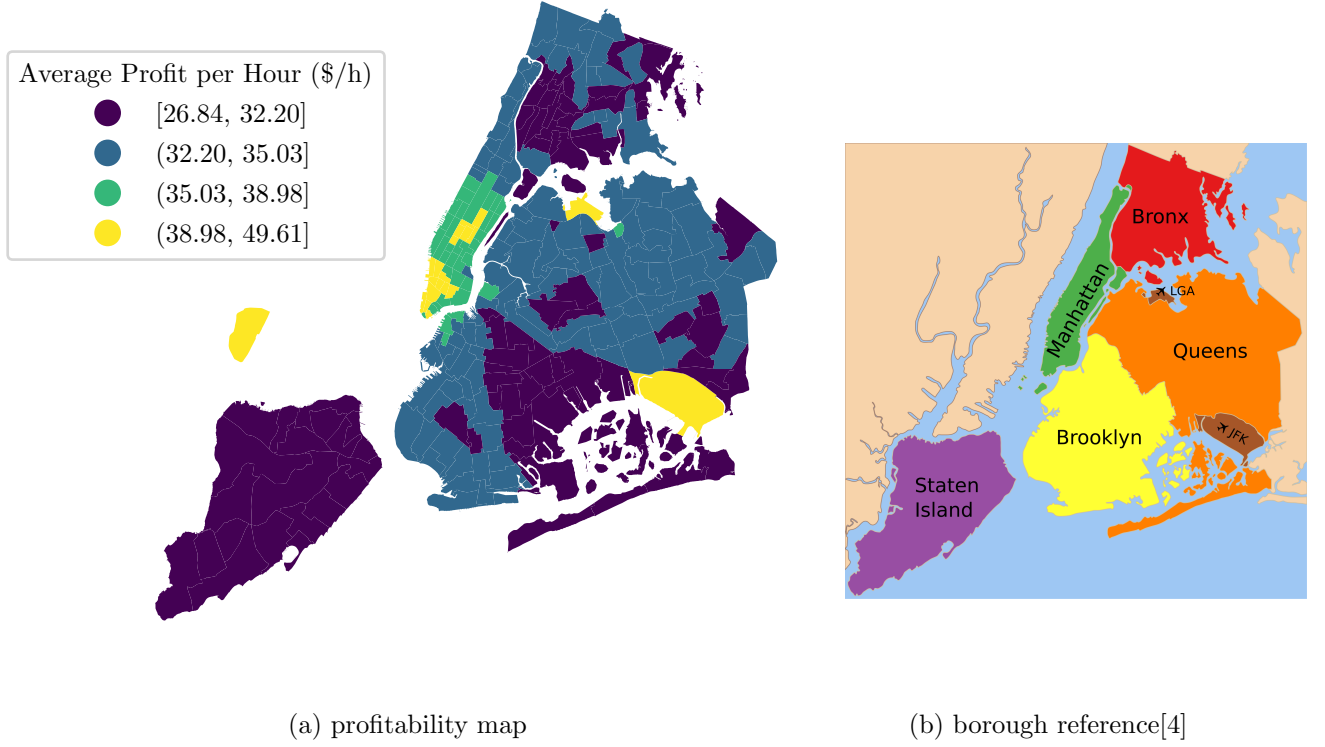 Average Profit per Hour ($/h)
[26.84, 32.20]
(32.20, 35.03]
(35.03, 38.98]
(38.98, 49.61]
Bronx
Manhattan
LGA
Queens
Brooklyn
JFK
Staten
Island
(a) profitability map
(b) borough reference[4]